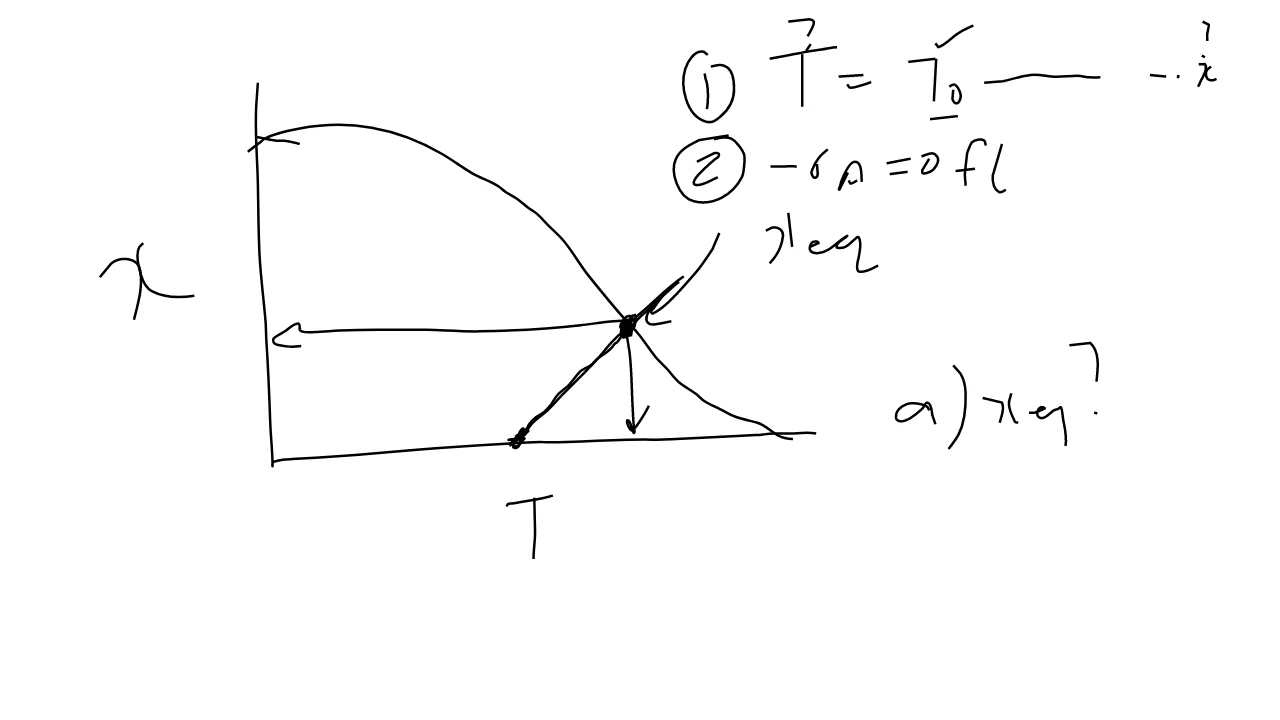 ① T? = T₀ ✓ —— -. x?
② -rA = 0 fl
xeq
x
a) xeq?
T